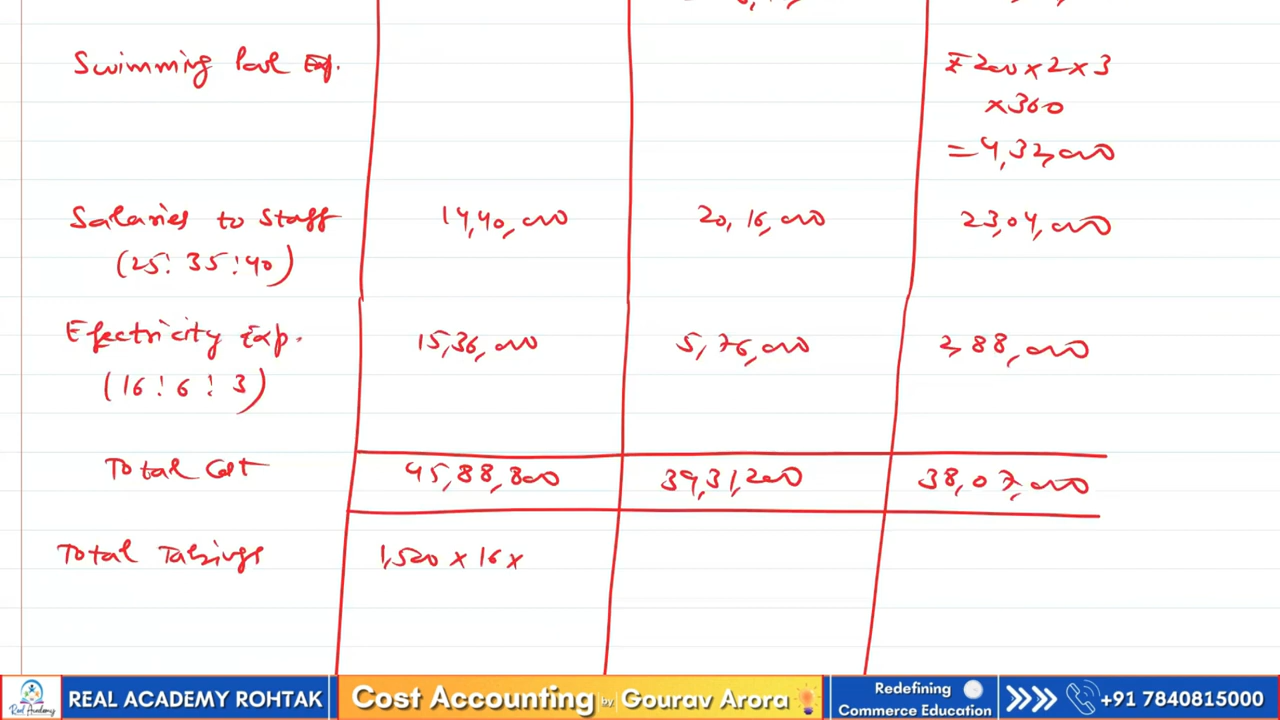 Swimming Pool Exp.
₹200 x 2 x 3
x360
=4,32,000
Salaries to Staff
14,40,000
20,16,000
23,04,000
(25:35:40)
Electricity Exp.
15,36,000
5,76,000
2,88,000
(16:6:3)
Total Cost
45,88,800
39,31,200
38,07,000
Total Takings
1,520 x 16 x
Real Academy
REAL ACADEMY ROHTAK
Cost Accounting by Gourav Arora
Redefining
Commerce Education
+91 7840815000